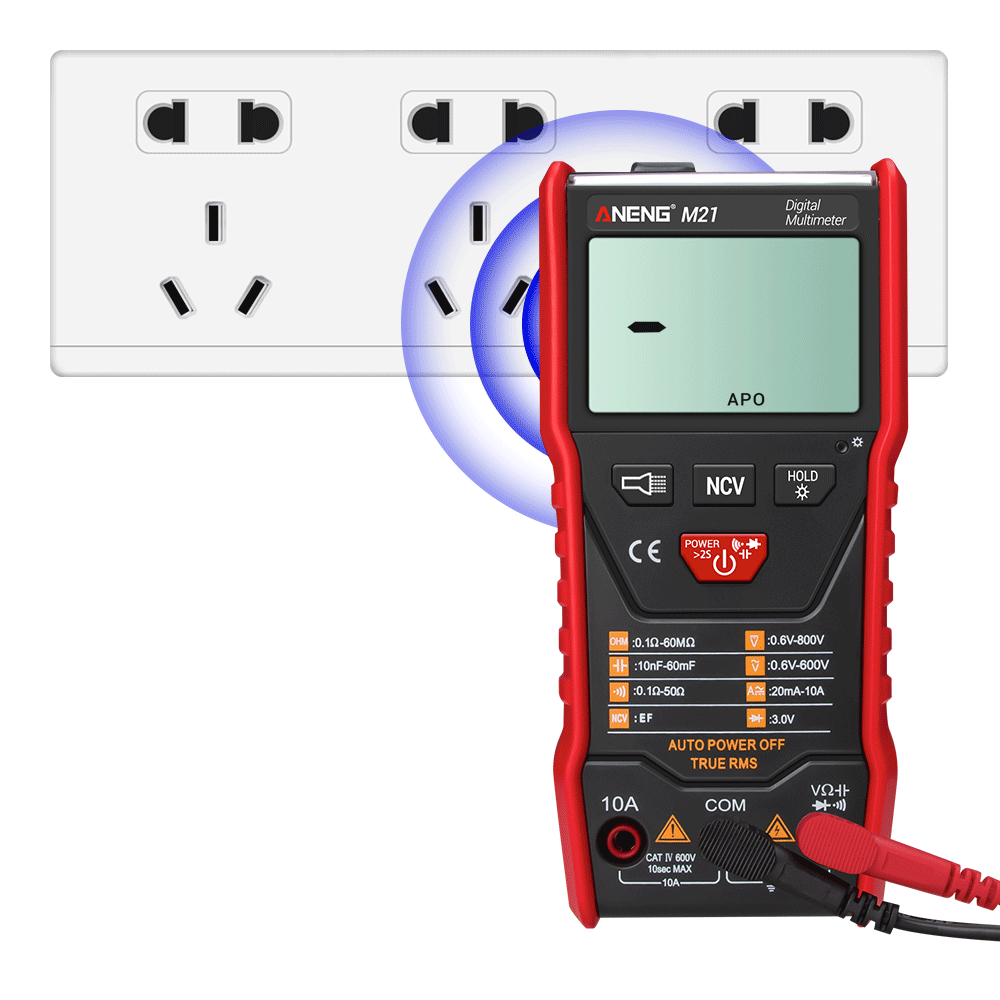 ANENG® M21
Digital
Multimeter
-
APO
NCV
HOLD
CE
POWER
>2S
OHM :0.1Ω-60MΩ
:0.6V-800V
:10nF-60mF
:0.6V-600V
:0.1Ω-50Ω
A :20mA-10A
NCV :EF
:3.0V
AUTO POWER OFF
TRUE RMS
10A
COM
VΩ
CAT Ⅳ 600V
10sec MAX
10A